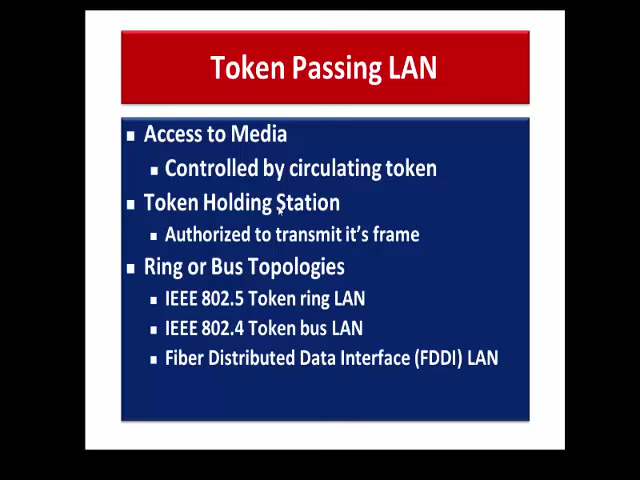 Token Passing LAN
Access to Media
Controlled by circulating token
Token Holding Station
Authorized to transmit it's frame
Ring or Bus Topologies
IEEE 802.5 Token ring LAN
IEEE 802.4 Token bus LAN
Fiber Distributed Data Interface (FDDI) LAN